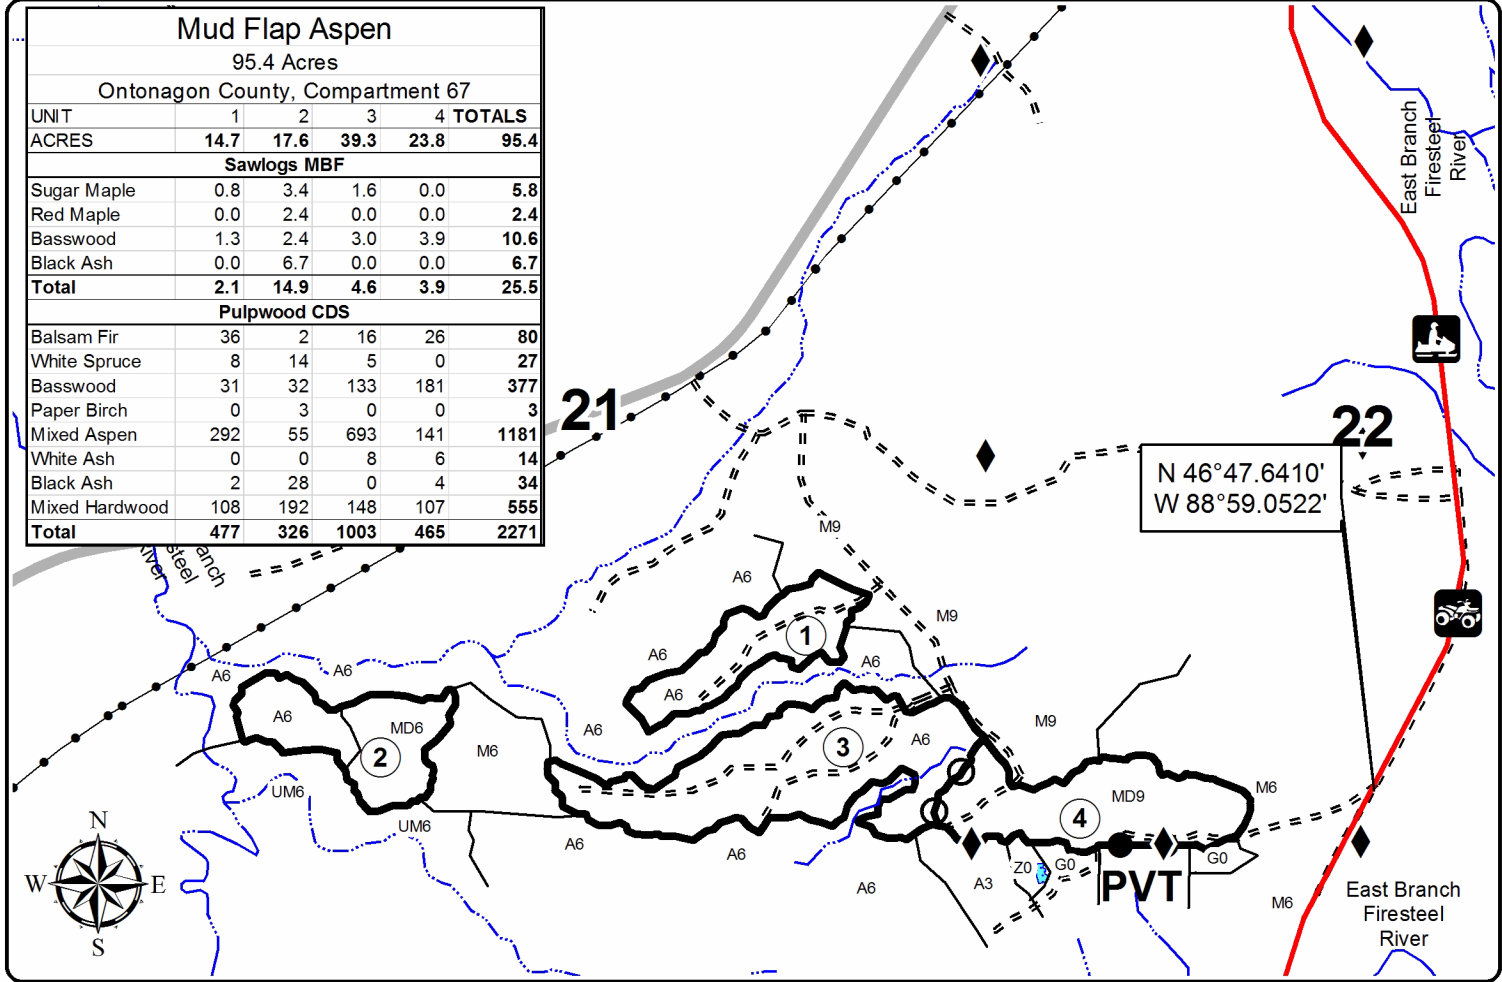 Mud Flap Aspen
95.4 Acres
Ontonagon County, Compartment 67
UNIT 1 2 3 4 TOTALS
ACRES 14.7 17.6 39.3 23.8 95.4
Sawlogs MBF
Sugar Maple 0.8 3.4 1.6 0.0 5.8
Red Maple 0.0 2.4 0.0 0.0 2.4
Basswood 1.3 2.4 3.0 3.9 10.6
Black Ash 0.0 6.7 0.0 0.0 6.7
Total 2.1 14.9 4.6 3.9 25.5
Pulpwood CDS
Balsam Fir 36 2 16 26 80
White Spruce 8 14 5 0 27
Basswood 31 32 133 181 377
Paper Birch 0 3 0 0 3
Mixed Aspen 292 55 693 141 1181
White Ash 0 0 8 6 14
Black Ash 2 28 0 4 34
Mixed Hardwood 108 192 148 107 555
Total 477 326 1003 465 2271
East Branch
Firesteel
River
21
22
N 46°47.6410'
W 88°59.0522'
anch
steel
River
M9
A6
M9
1
A6
A6
A6
A6
A6
A6
A6
MD6
2
M6
A6
3
A6
M9
UM6
UM6
MD9
4
M6
A6
A6
A6
A3
Z0
G0
G0
PVT
M6
N
W
E
S
East Branch
Firesteel
River